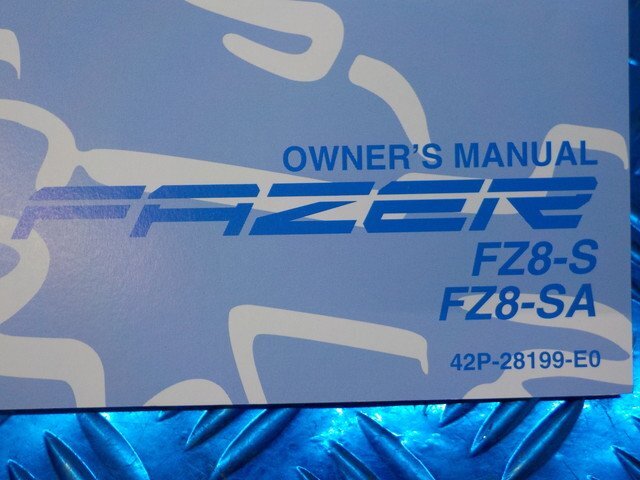 OWNER'S MANUAL
FAZER
FZ8-S
FZ8-SA
42P-28199-E0